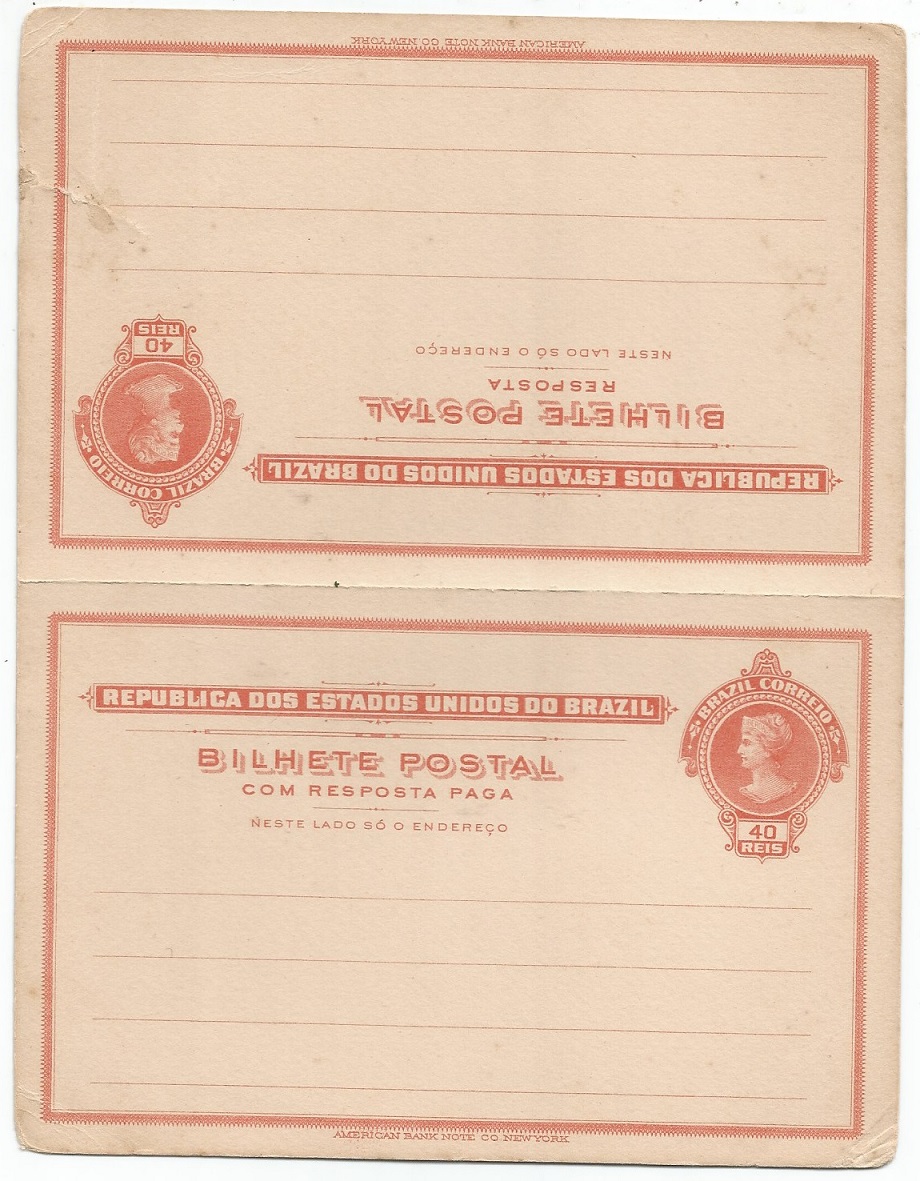 AMERICAN BANK NOTE CO NEW YORK
NESTE LADO SÓ O ENDEREÇO
RESPOSTA
BILHETE POSTAL
REPUBLICA DOS ESTADOS UNIDOS DO BRAZIL
BRAZIL CORREIO
40
REIS
REPUBLICA DOS ESTADOS UNIDOS DO BRAZIL
BILHETE POSTAL
COM RESPOSTA PAGA
NESTE LADO SÓ O ENDEREÇO
BRAZIL CORREIO
40
REIS
AMERICAN BANK NOTE CO NEW YORK